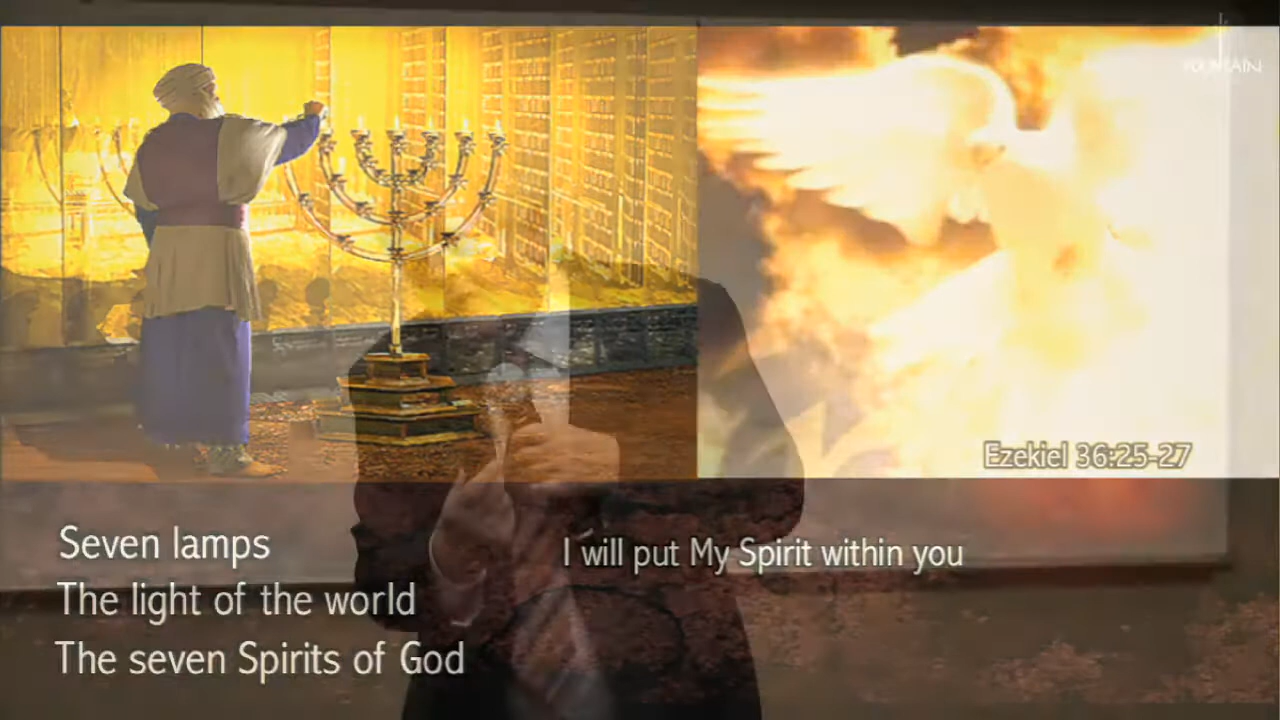 Ezekiel 36:25-27
Seven lamps
I will put My Spirit within you
The light of the world
The seven Spirits of God